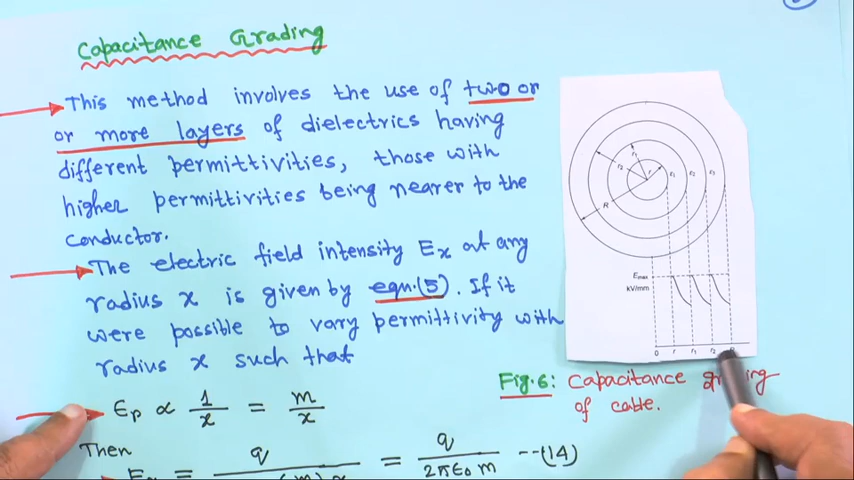 Capacitance Grading
This method involves the use of two or
or more layers of dielectrics having
different permittivities, those with
higher permittivities being nearer to the
conductor.
The electric field intensity Ex at any
radius x is given by eqn.(5). If it
were possible to vary permittivity with
radius x such that
εp ∝ 1/x = m/x
Then
= q/2πε0 m --(14)
r
r1
r2
R
ε1 ε2 ε3
Emax
kV/mm
0 r r1 r2
Fig.6: Capacitance grading
of cable.